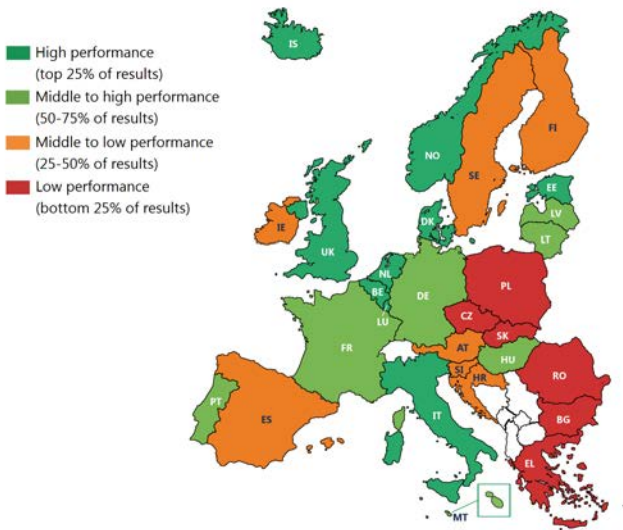 High performance
(top 25% of results)
Middle to high performance
(50-75% of results)
Middle to low performance
(25-50% of results)
Low performance
(bottom 25% of results)
IS
FI
NO
SE
EE
LV
DK
LT
IE
UK
NL
BE
DE
PL
LU
CZ
SK
FR
AT
HU
SI
HR
RO
PT
ES
IT
BG
EL
MT